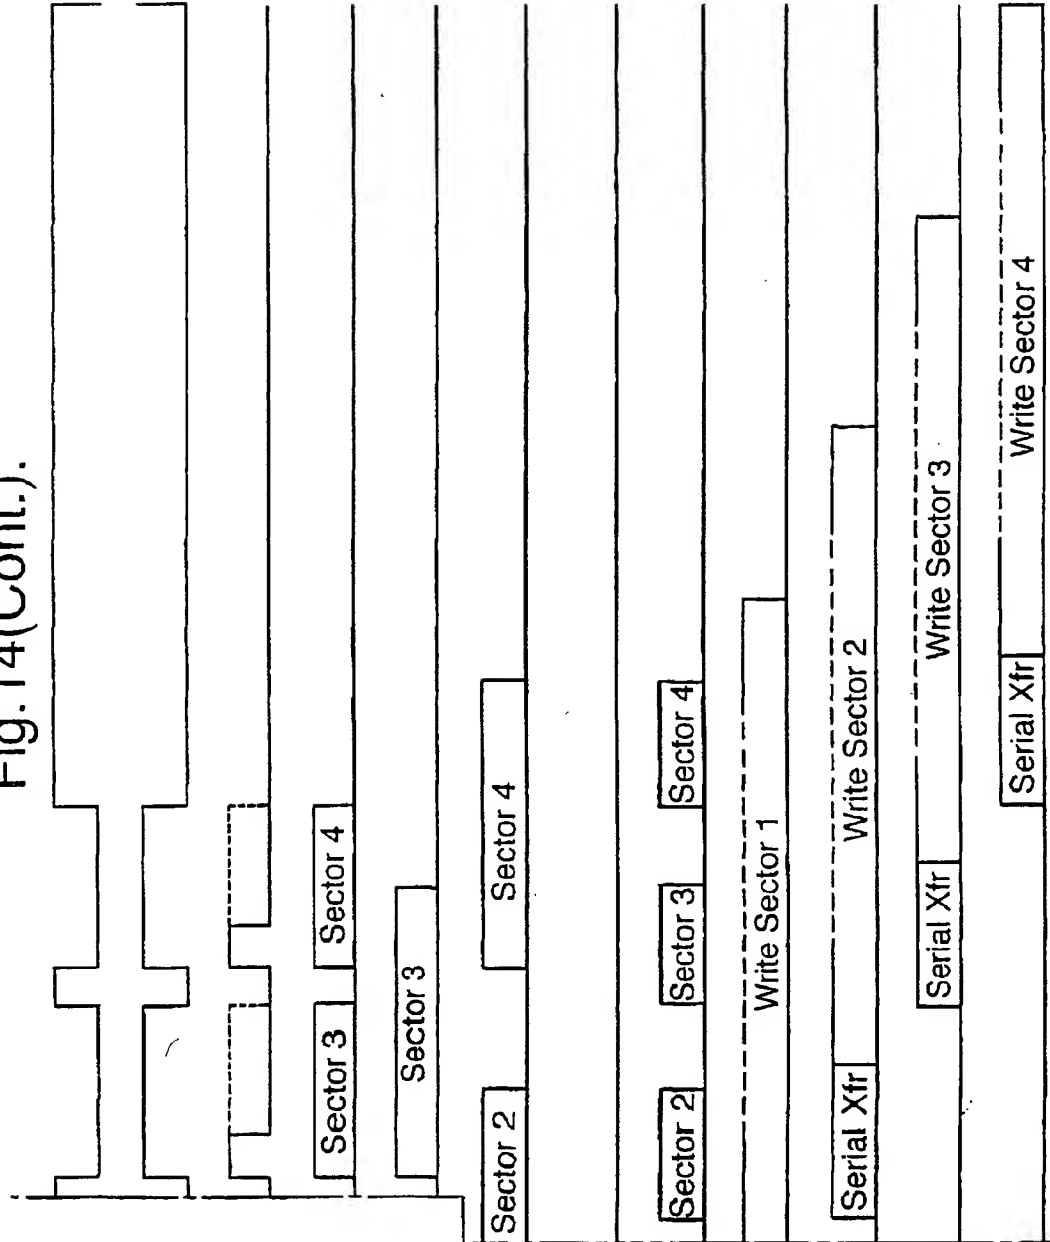 Fig.14(Cont.).
Sector 3
Sector 4
Sector 3
Sector 2
Sector 4
Sector 2
Sector 3
Sector 4
Write Sector 1
Serial Xfr
Write Sector 2
Serial Xfr
Write Sector 3
Serial Xfr
Write Sector 4